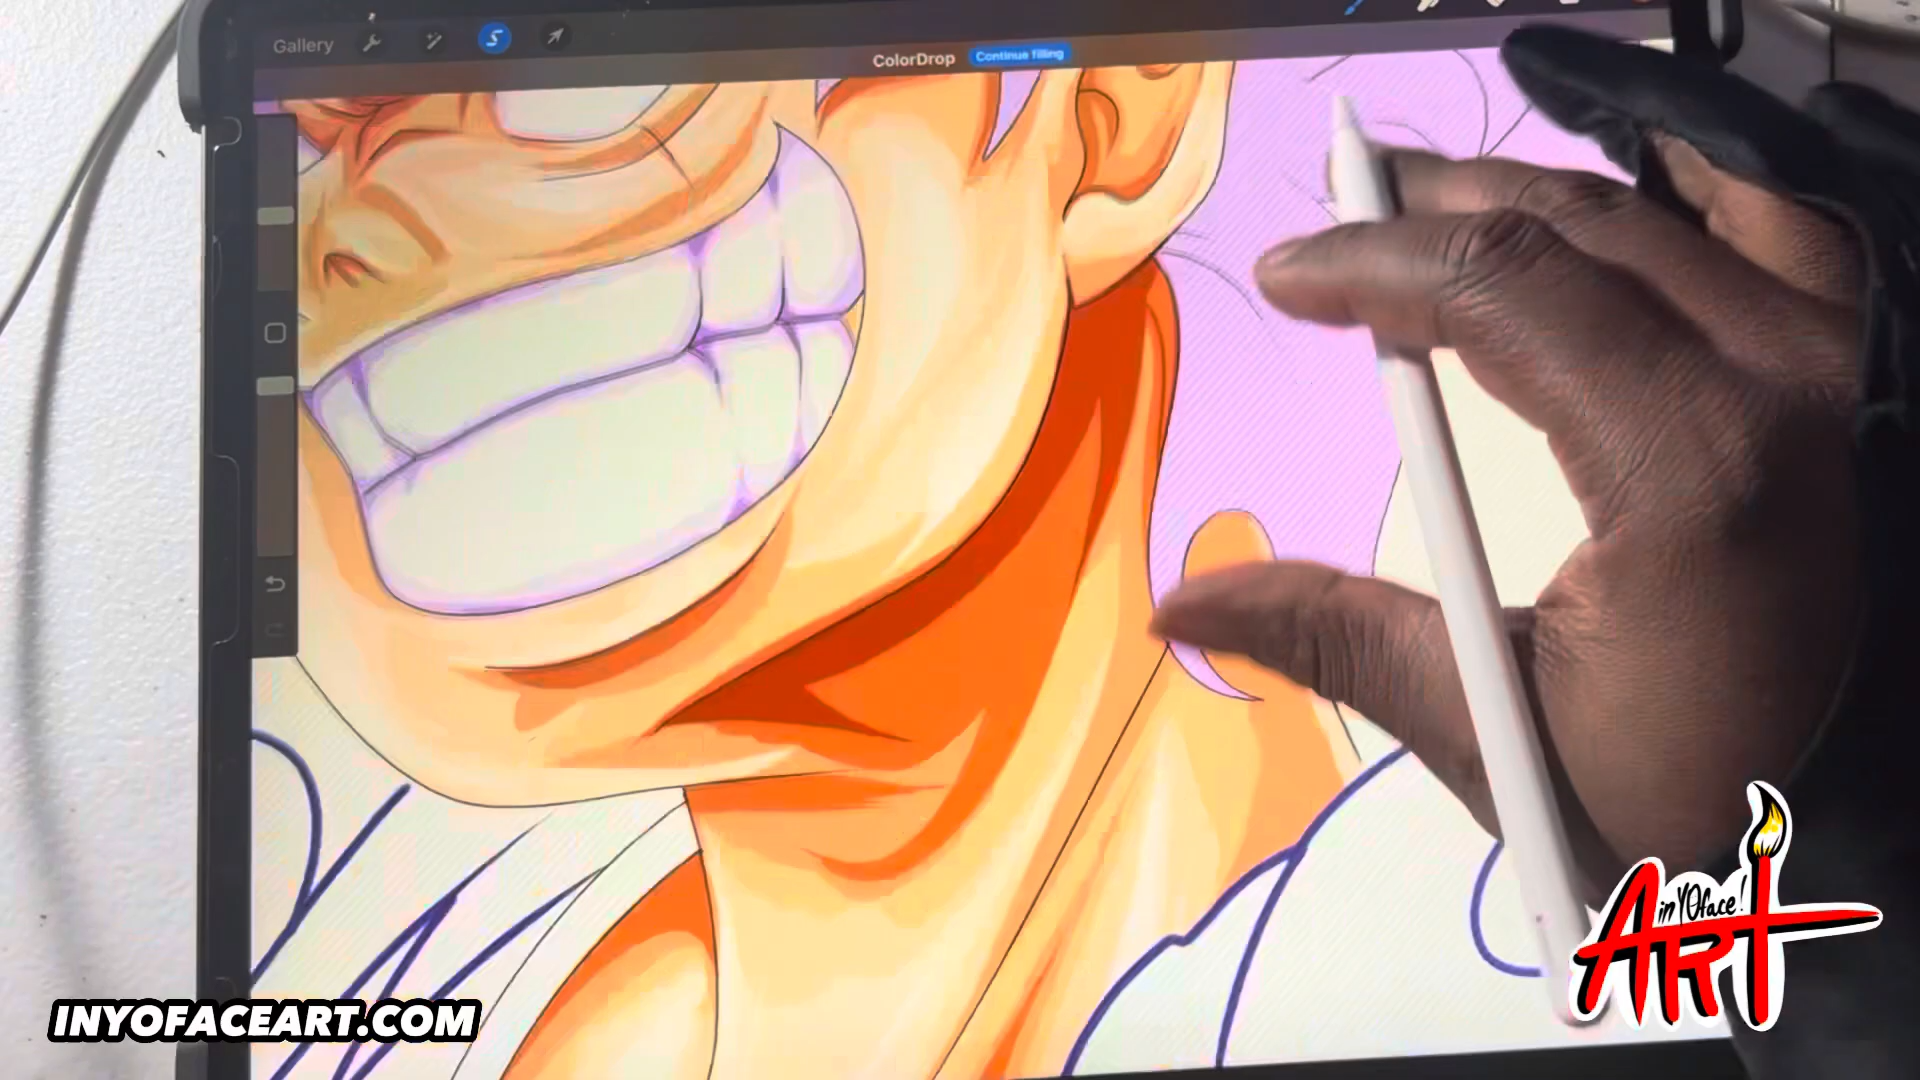 Gallery
ColorDrop Continue filling
in YOface!
ART
INYOFACEART.COM